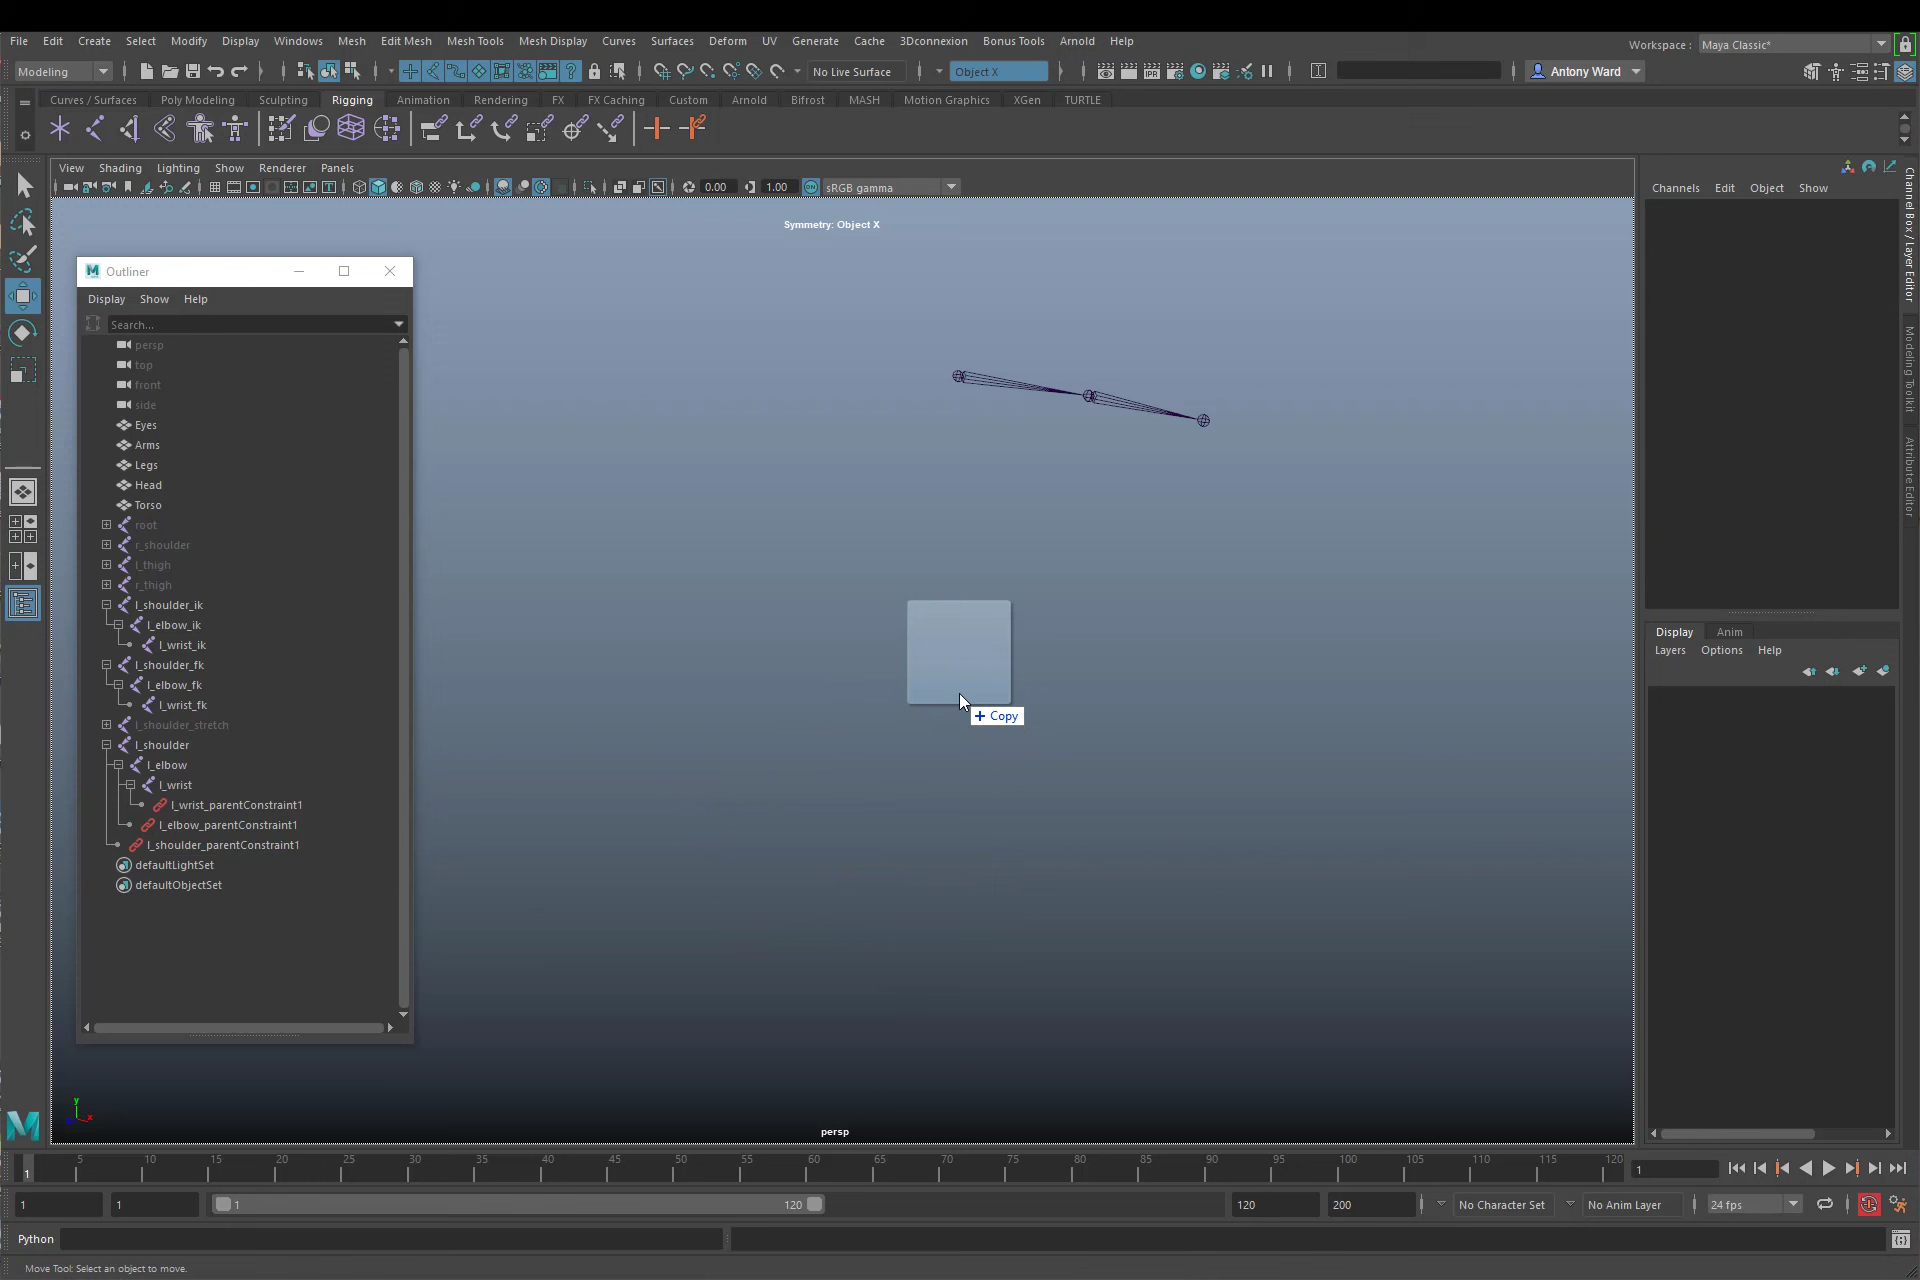 File Edit Create Select Modify Display Windows Mesh Edit Mesh Mesh Tools Mesh Display Curves Surfaces Deform UV Generate Cache 3Dconnexion Bonus Tools Arnold Help
Workspace : Maya Classic*
Modeling No Live Surface Object X Antony Ward
Curves / Surfaces Poly Modeling Sculpting Rigging Animation Rendering FX FX Caching Custom Arnold Bifrost MASH Motion Graphics XGen TURTLE
View Shading Lighting Show Renderer Panels
IPR
0.00 1.00 ON sRGB gamma
Channels Edit Object Show
Symmetry: Object X
Outliner
Display Show Help
Search...
persp
top
front
side
Eyes
Arms
Legs
Head
Torso
root
r_shoulder
l_thigh
r_thigh
l_shoulder_ik
l_elbow_ik
l_wrist_ik
l_shoulder_fk
l_elbow_fk
l_wrist_fk
l_shoulder_stretch
l_shoulder
l_elbow
l_wrist
l_wrist_parentConstraint1
l_elbow_parentConstraint1
l_shoulder_parentConstraint1
defaultLightSet
defaultObjectSet
+ Copy
Channel Box / Layer Editor
Modeling Toolkit
Attribute Editor
Display Anim
Layers Options Help
y
x
persp
5 10 15 20 25 30 35 40 45 50 55 60 65 70 75 80 85 90 95 100 105 110 115 120
1 1
1 1 1 120 120 200 No Character Set No Anim Layer 24 fps
Python
Move Tool: Select an object to move.